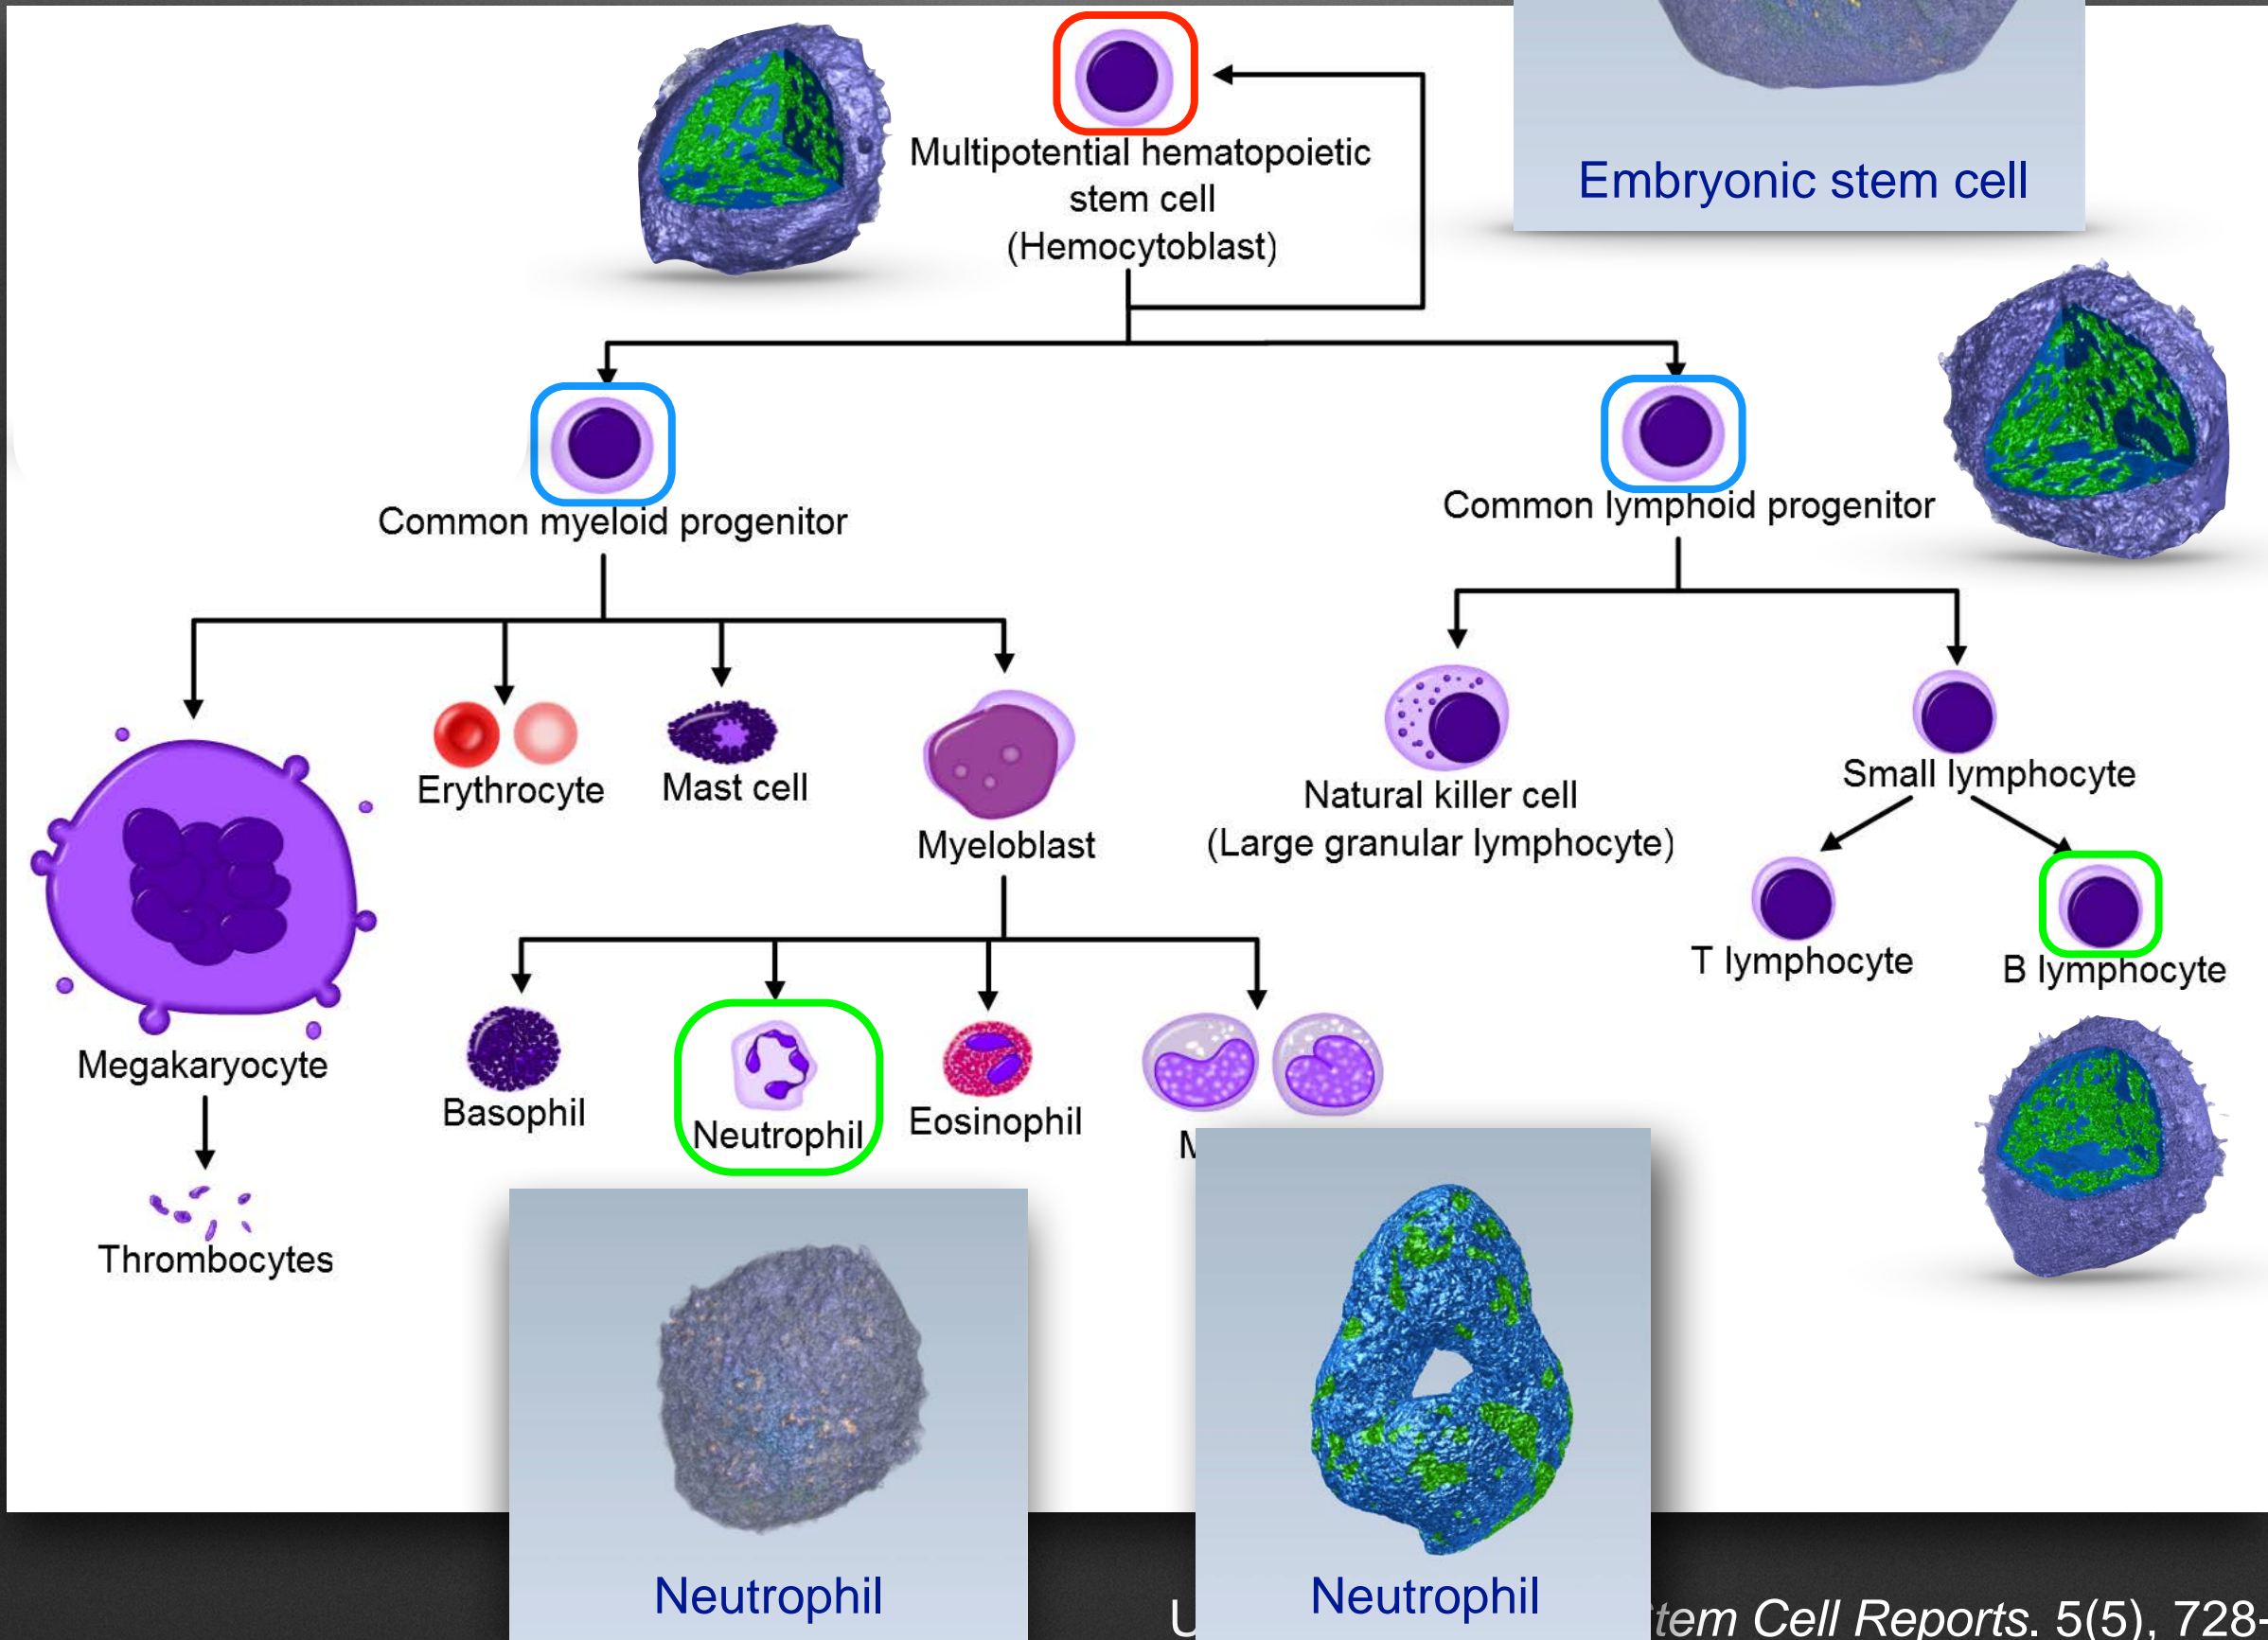 Embryonic stem cell
Multipotential hematopoietic
stem cell
(Hemocytoblast)
Common myeloid progenitor
Common lymphoid progenitor
Erythrocyte
Mast cell
Myeloblast
Natural killer cell
(Large granular lymphocyte)
Small lymphocyte
T lymphocyte
B lymphocyte
Megakaryocyte
Thrombocytes
Basophil
Neutrophil
Eosinophil
Neutrophil
Neutrophil
Cell Reports. 5(5), 728-